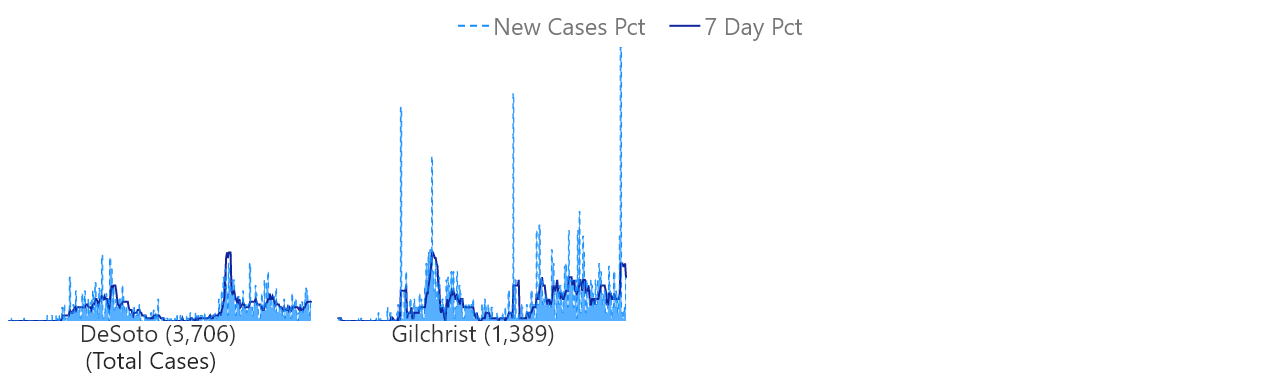 New Cases Pct 7 Day Pct
DeSoto (3,706) Gilchrist (1,389)
(Total Cases)